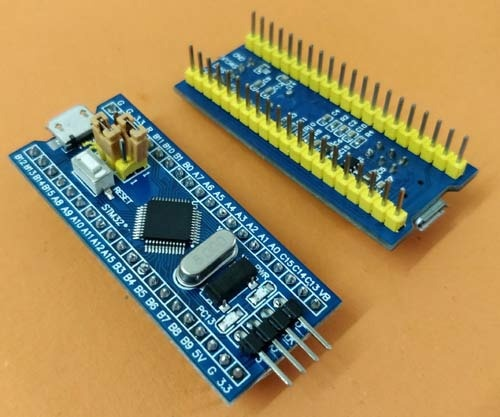 G G 3.3 R B11 B10 B1 B0 A7 A6 A5 A4 A3 A2 A1 A0 C15 C14 C13 VB
RESET
STM32
PWR
PC13
B12 B13 B14 B15 A8 A9 A10 A11 A12 A15 B3 B4 B5 B6 B7 B8 B9 5V G 3.3